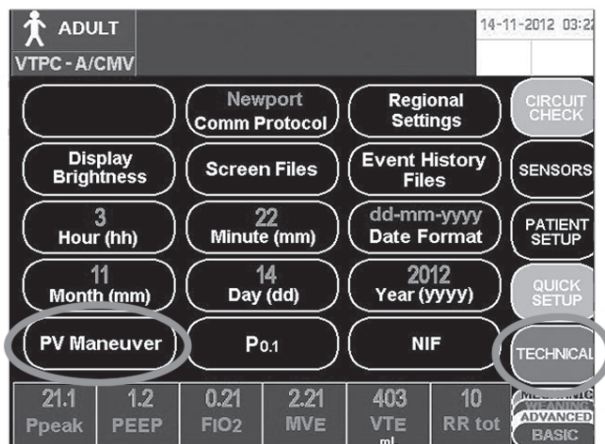 ADULT
14-11-2012 03:22
VTPC - A/CMV
Newport
Comm Protocol
Regional
Settings
CIRCUIT
CHECK
Display
Brightness
Screen Files
Event History
Files
SENSORS
3
Hour (hh)
22
Minute (mm)
dd-mm-yyyy
Date Format
PATIENT
SETUP
11
Month (mm)
14
Day (dd)
2012
Year (yyyy)
QUICK
SETUP
PV Maneuver
P0.1
NIF
TECHNICAL
21.1
Ppeak
1.2
PEEP
0.21
FIO2
2.21
MVE
403
VTE
ml
10
RR tot
WEANING
ADVANCED
BASIC